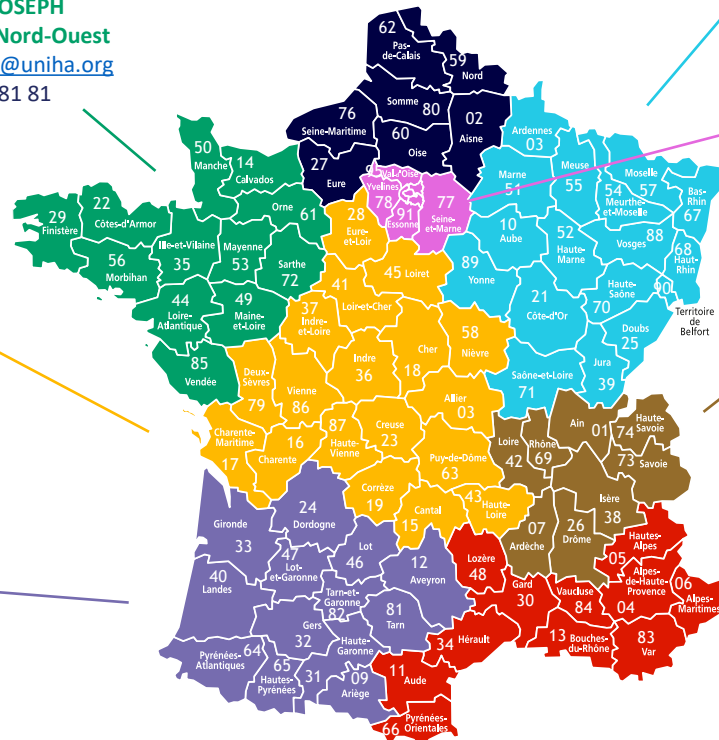 OSEPH
Nord-Ouest
@uniha.org
81 81
62
Pas-
de-Calais
59
Nord
Somme
80
76
Seine-Maritime
02
Aisne
60
Oise
27
Eure
Ardennes
03
50
Manche
14
Calvados
Val-d'Oise
Yvelines
78
91
Essonne
77
Seine-
et-Marne
Marne
51
Meuse
55
Moselle
54
57
Meurthe-
et-Moselle
Bas-
Rhin
67
Orne
61
28
Eure-
et-Loir
10
Aube
52
Haute-
Marne
88
Vosges
68
Haut-
Rhin
29
Finistère
22
Côtes-d'Armor
56
Morbihan
Ille-et-Vilaine
35
Mayenne
53
Sarthe
72
45 Loiret
89
Yonne
41
Loir-et-Cher
21
Côte-d'Or
Haute-
Saône
70
90
Territoire
de
Belfort
44
Loire-
Atlantique
49
Maine-
et-Loire
37
Indre-
et-Loire
58
Nièvre
Doubs
25
85
Vendée
Deux-
Sèvres
79
Vienne
86
Indre
36
Cher
18
Saône-et-Loire
71
Jura
39
Allier
03
Charente-
Maritime
17
16
Charente
87
Haute-
Vienne
Creuse
23
Puy-de-Dôme
63
Loire
42
Rhône
69
Ain
01
74
Haute-
Savoie
73
Savoie
Corrèze
19
Cantal
15
43
Haute-
Loire
Isère
38
07
Ardèche
26
Drôme
Gironde
33
24
Dordogne
Lot
46
12
Aveyron
Lozère
48
Hautes-
Alpes
05
40
Landes
47
Lot-
et-Garonne
Tarn-et-
Garonne
82
81
Tarn
Gard
30
Vaucluse
84
Alpes-
de-Haute-
Provence
04
06
Alpes-
Maritimes
Gers
32
Haute-
Garonne
31
34
Hérault
13
Bouches-
du-Rhône
83
Var
Pyrénées-
Atlantiques
64
65
Hautes-
Pyrénées
09
Ariège
11
Aude
66
Pyrénées-
Orientales